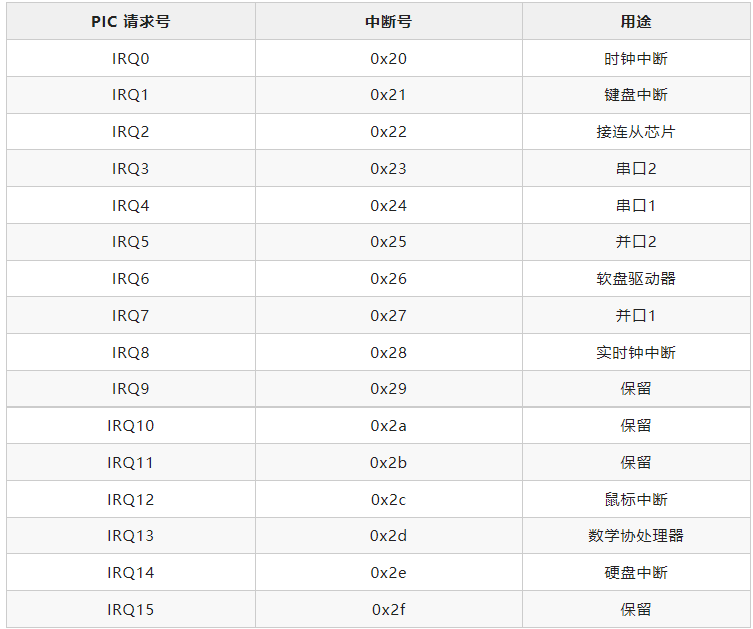 PIC 请求号 中断号 用途
IRQ0 0x20 时钟中断
IRQ1 0x21 键盘中断
IRQ2 0x22 接连从芯片
IRQ3 0x23 串口2
IRQ4 0x24 串口1
IRQ5 0x25 并口2
IRQ6 0x26 软盘驱动器
IRQ7 0x27 并口1
IRQ8 0x28 实时钟中断
IRQ9 0x29 保留
IRQ10 0x2a 保留
IRQ11 0x2b 保留
IRQ12 0x2c 鼠标中断
IRQ13 0x2d 数学协处理器
IRQ14 0x2e 硬盘中断
IRQ15 0x2f 保留